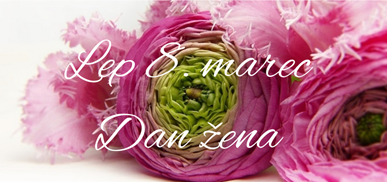 Lep 8. marec
Dan žena